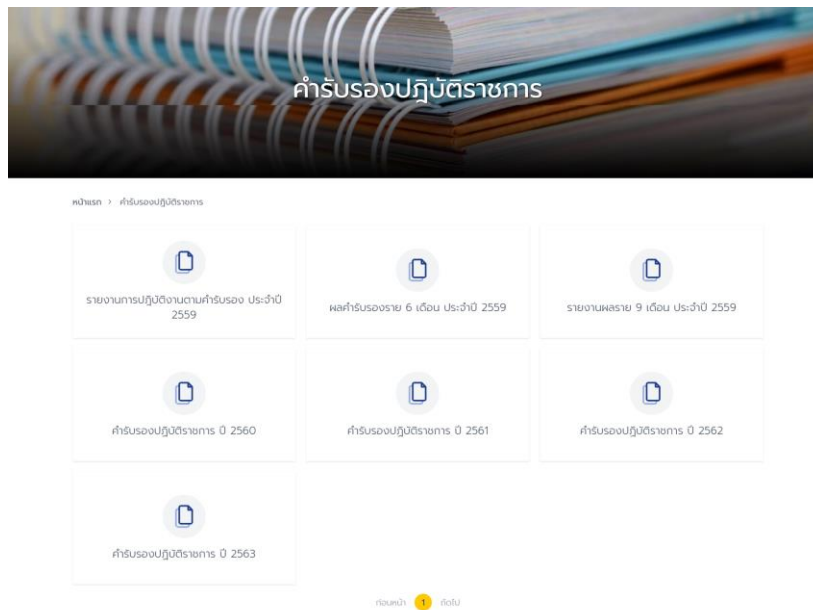 คำรับรองปฏิบัติราชการ
หน้าแรก > คำรับรองปฏิบัติราชการ
รายงานการปฏิบัติงานตามคำรับรอง ประจำปี
2559
ผลคำรับรองราย 6 เดือน ประจำปี 2559
รายงานผลราย 9 เดือน ประจำปี 2559
คำรับรองปฏิบัติราชการ ปี 2560
คำรับรองปฏิบัติราชการ ปี 2561
คำรับรองปฏิบัติราชการ ปี 2562
คำรับรองปฏิบัติราชการ ปี 2563
ก่อนหน้า 1 ถัดไป